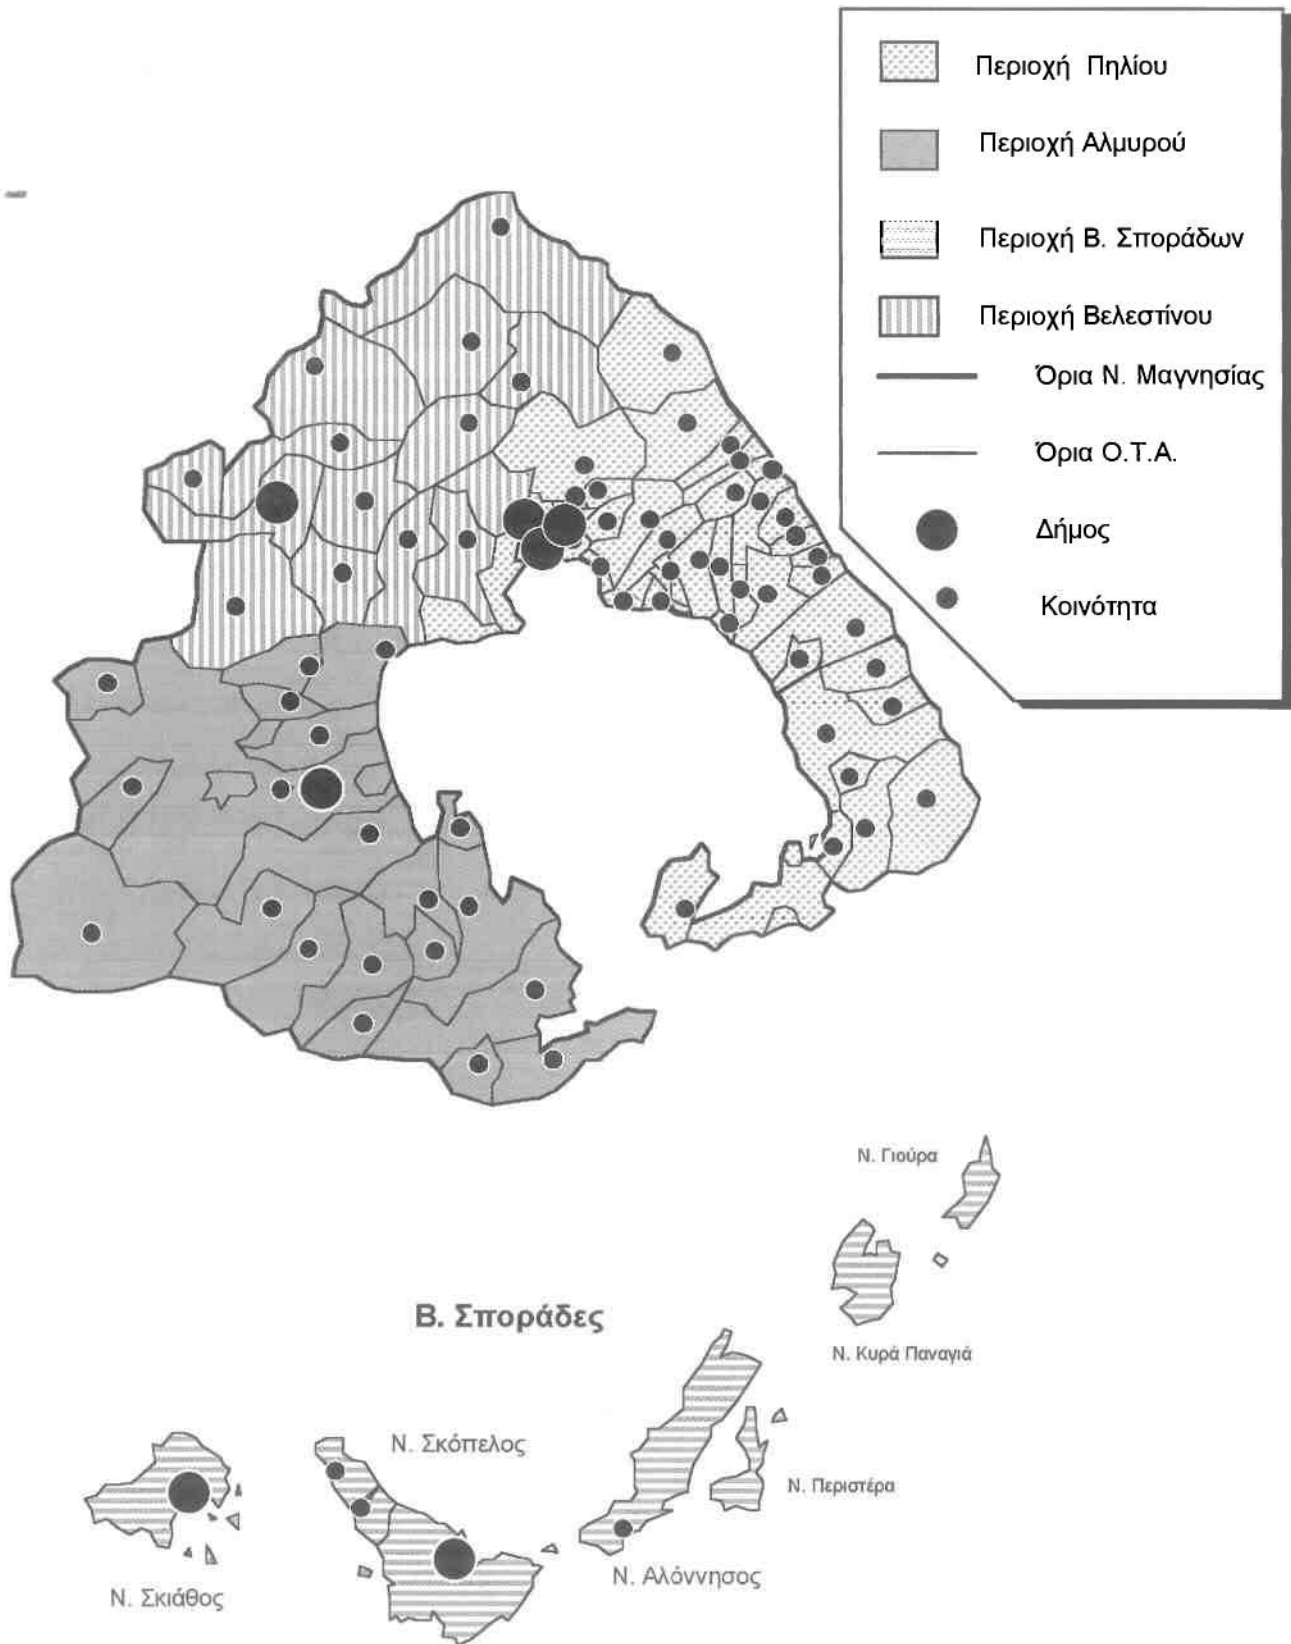 Περιοχή Πηλίου
Περιοχή Αλμυρού
Περιοχή Β. Σποράδων
Περιοχή Βελεστίνου
Όρια Ν. Μαγνησίας
Όρια Ο.Τ.Α.
Δήμος
Κοινότητα
Ν. Γιούρα
Β. Σποράδες
Ν. Κυρά Παναγιά
Ν. Σκόπελος
Ν. Περιστέρα
Ν. Αλόννησος
Ν. Σκιάθος